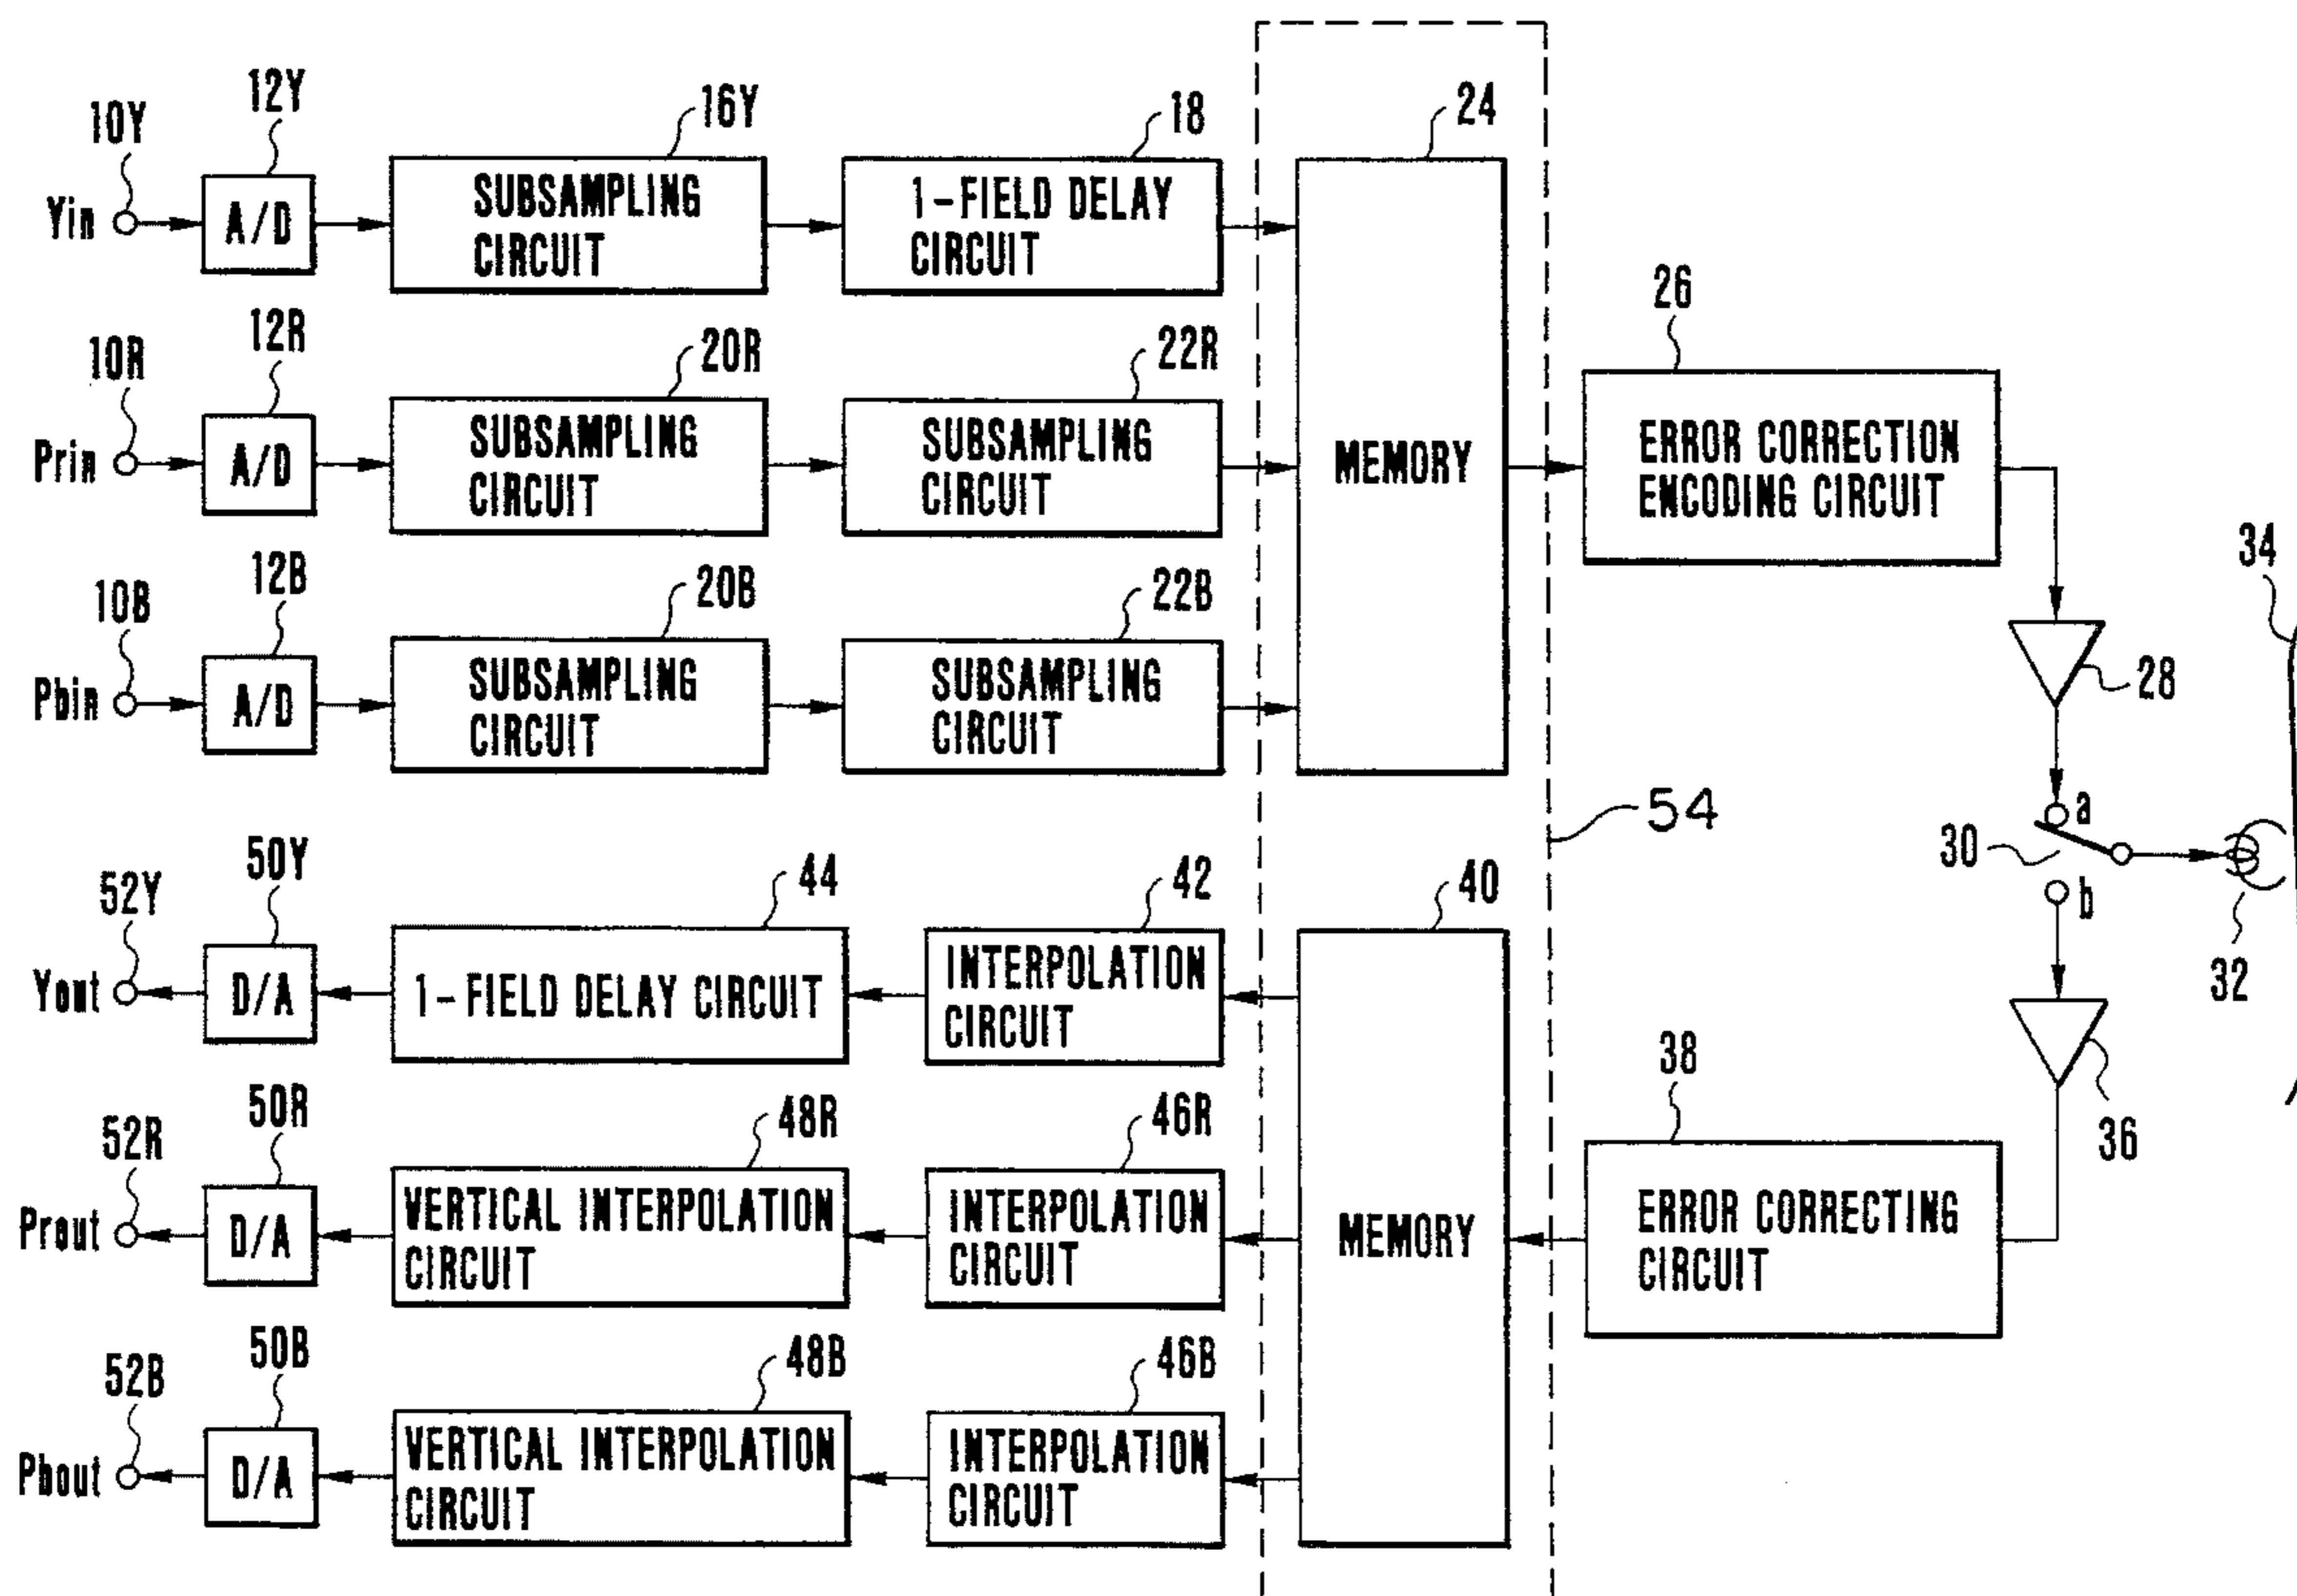 12Y
16Y
18
24
10Y
Yin
A/D
SUBSAMPLING
CIRCUIT
1-FIELD DELAY
CIRCUIT
26
12R
20R
22R
10R
Prin
A/D
SUBSAMPLING
CIRCUIT
SUBSAMPLING
CIRCUIT
MEMORY
ERROR CORRECTION
ENCODING CIRCUIT
34
12B
20B
22B
10B
Pbin
A/D
SUBSAMPLING
CIRCUIT
SUBSAMPLING
CIRCUIT
28
a
54
30
b
32
50Y
44
42
40
52Y
Yout
D/A
1-FIELD DELAY CIRCUIT
INTERPOLATION
CIRCUIT
38
36
50R
48R
46R
52R
Prout
D/A
VERTICAL INTERPOLATION
CIRCUIT
INTERPOLATION
CIRCUIT
MEMORY
ERROR CORRECTING
CIRCUIT
50B
48B
46B
52B
Pbout
D/A
VERTICAL INTERPOLATION
CIRCUIT
INTERPOLATION
CIRCUIT